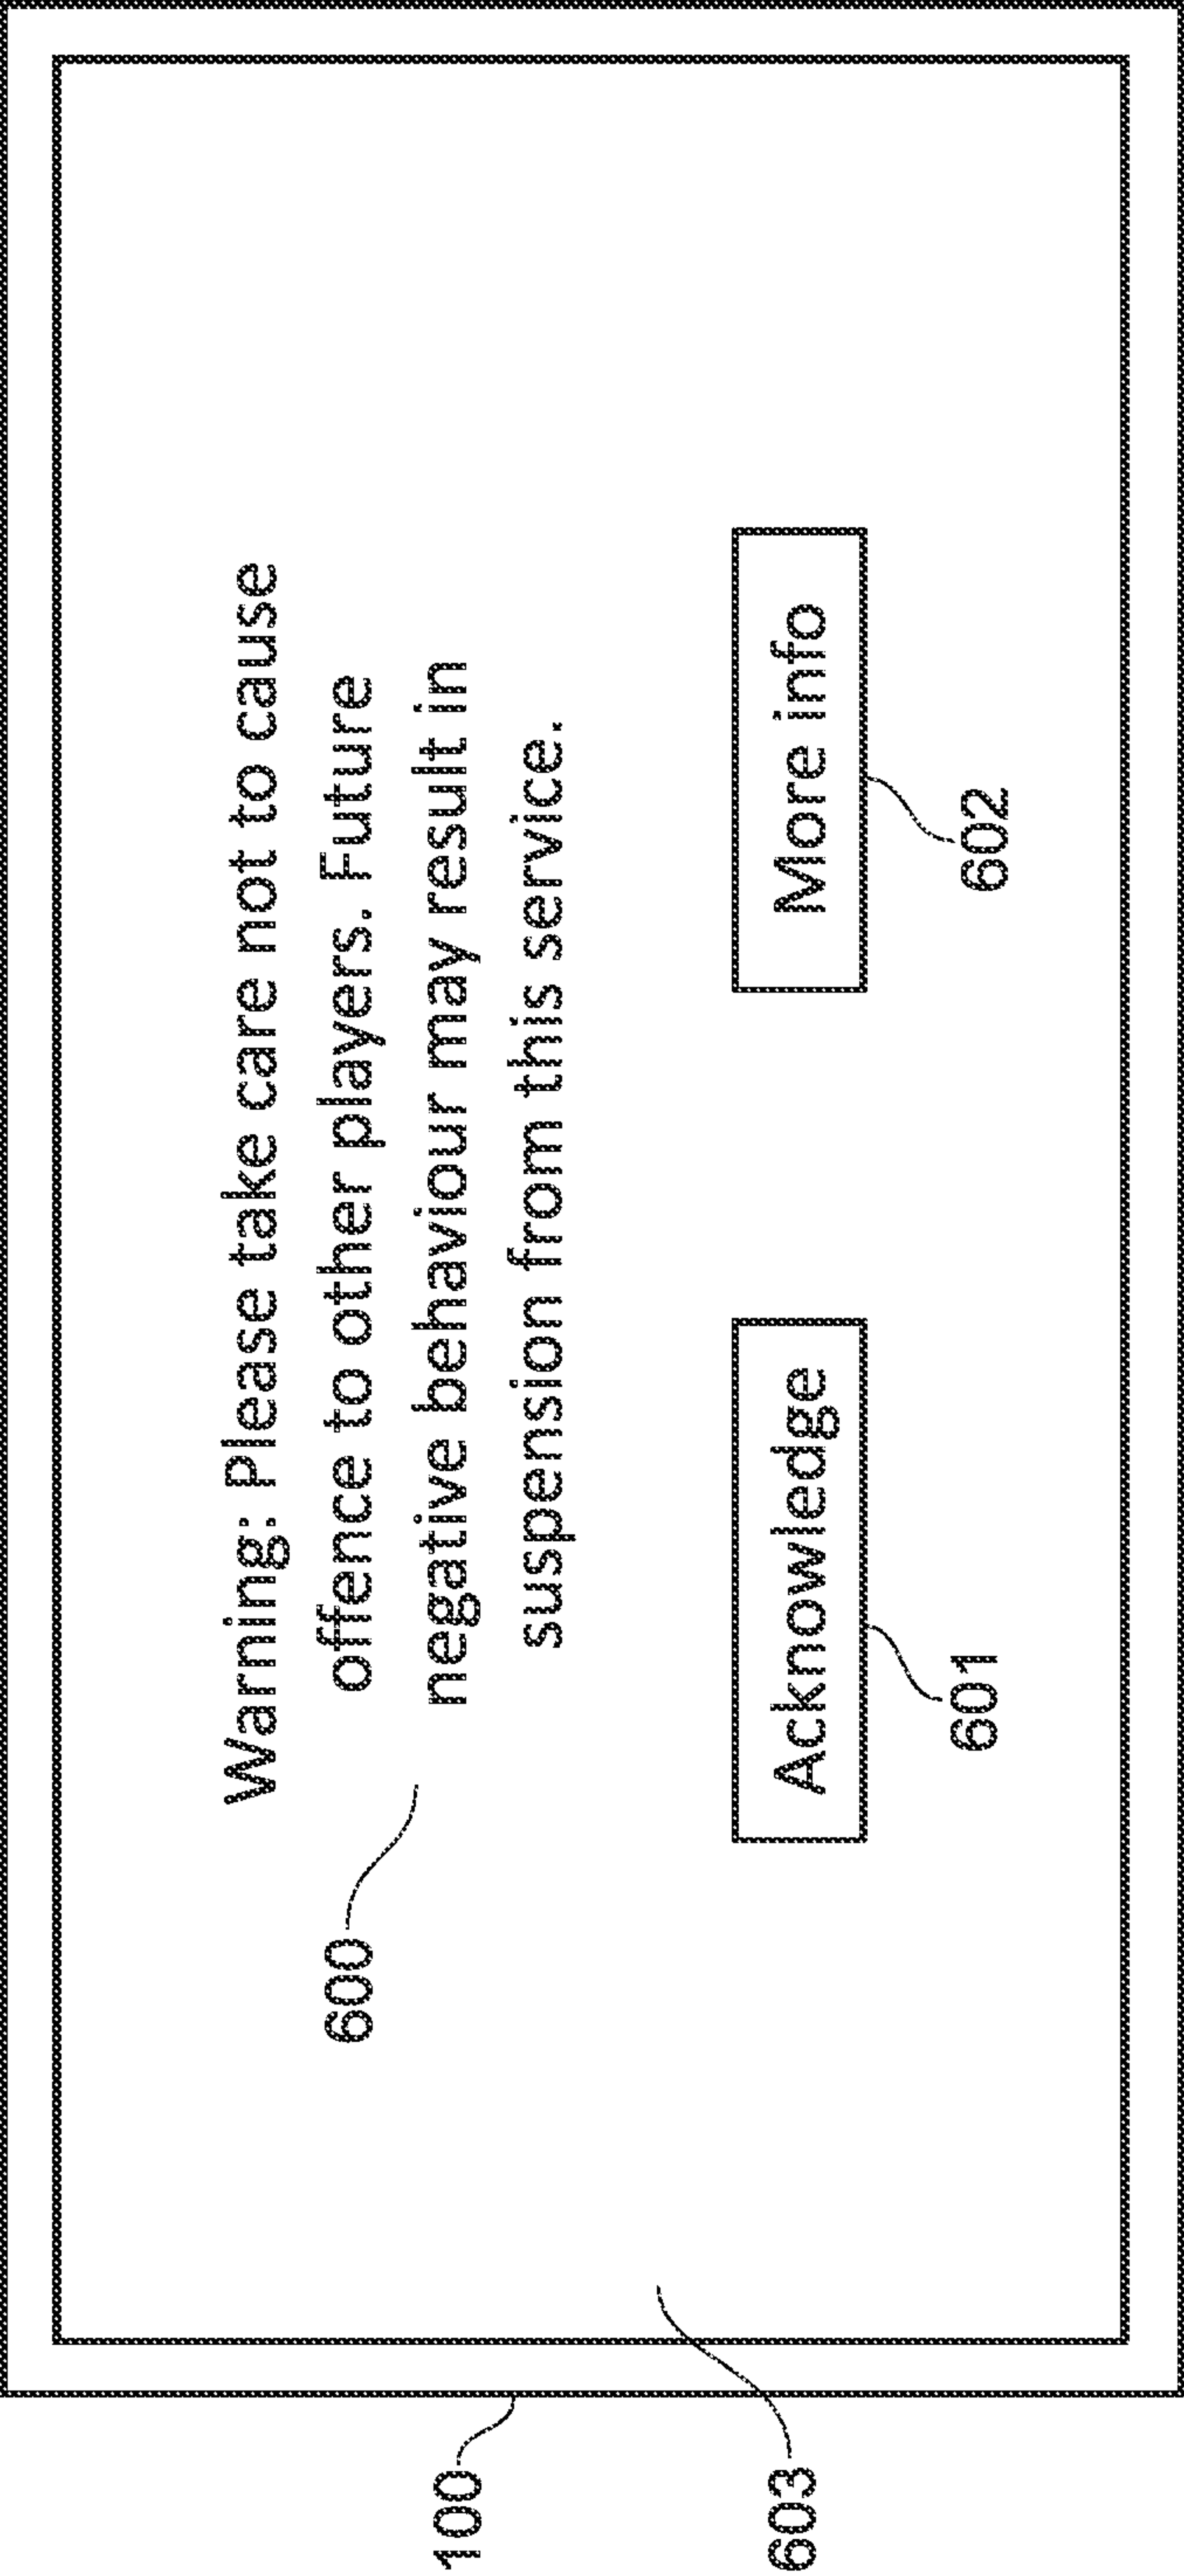 Warning: Please take care not to cause
offence to other players. Future
negative behaviour may result in
suspension from this service.
600
Acknowledge
More info
601
602
100
603